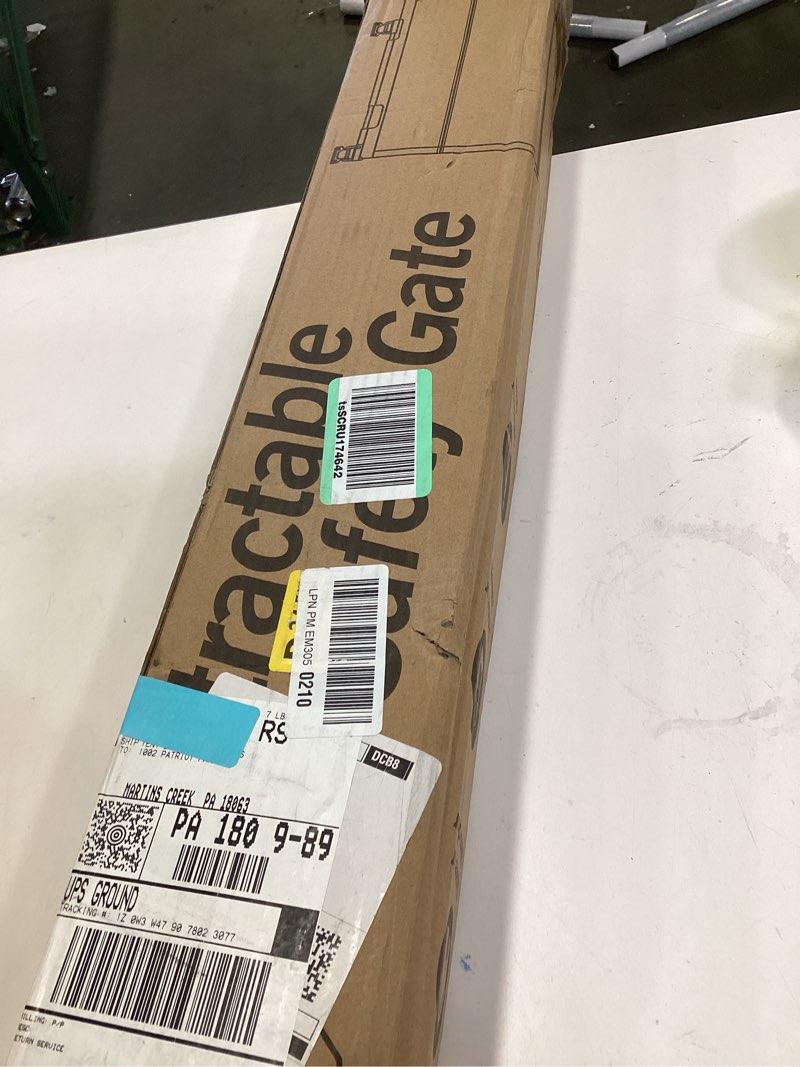 tractable
Safety Gate
tsSCRU174642
LPN PM EM305 0210
7 LB
RS
DCB8
SHIP
TO: 1002 PATRIOT
MARTINS CREEK PA 18063
PA 180 9-89
UPS GROUND
TRACKING #: 1Z 0W3 W47 90 7802 3077
BILLING: P/P
DESC:
RETURN SERVICE